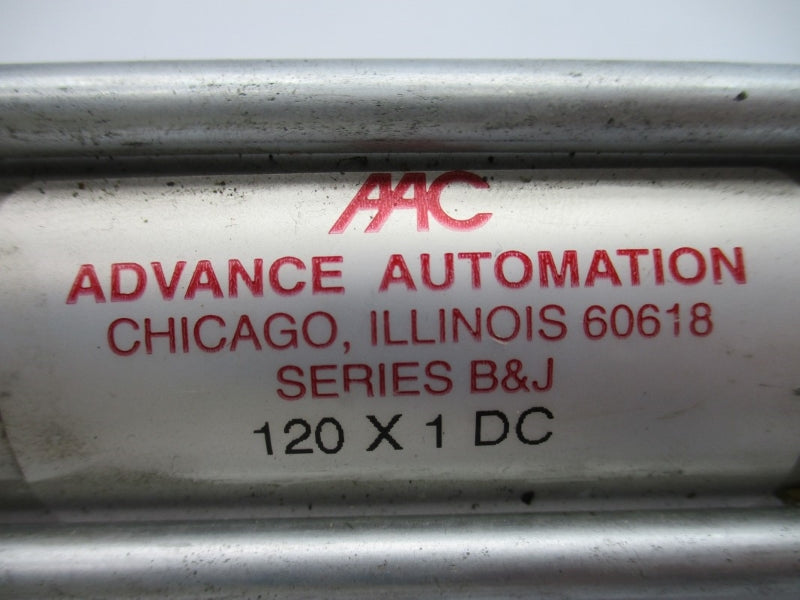 AAC
ADVANCE AUTOMATION
CHICAGO, ILLINOIS 60618
SERIES B&J
120 X 1 DC